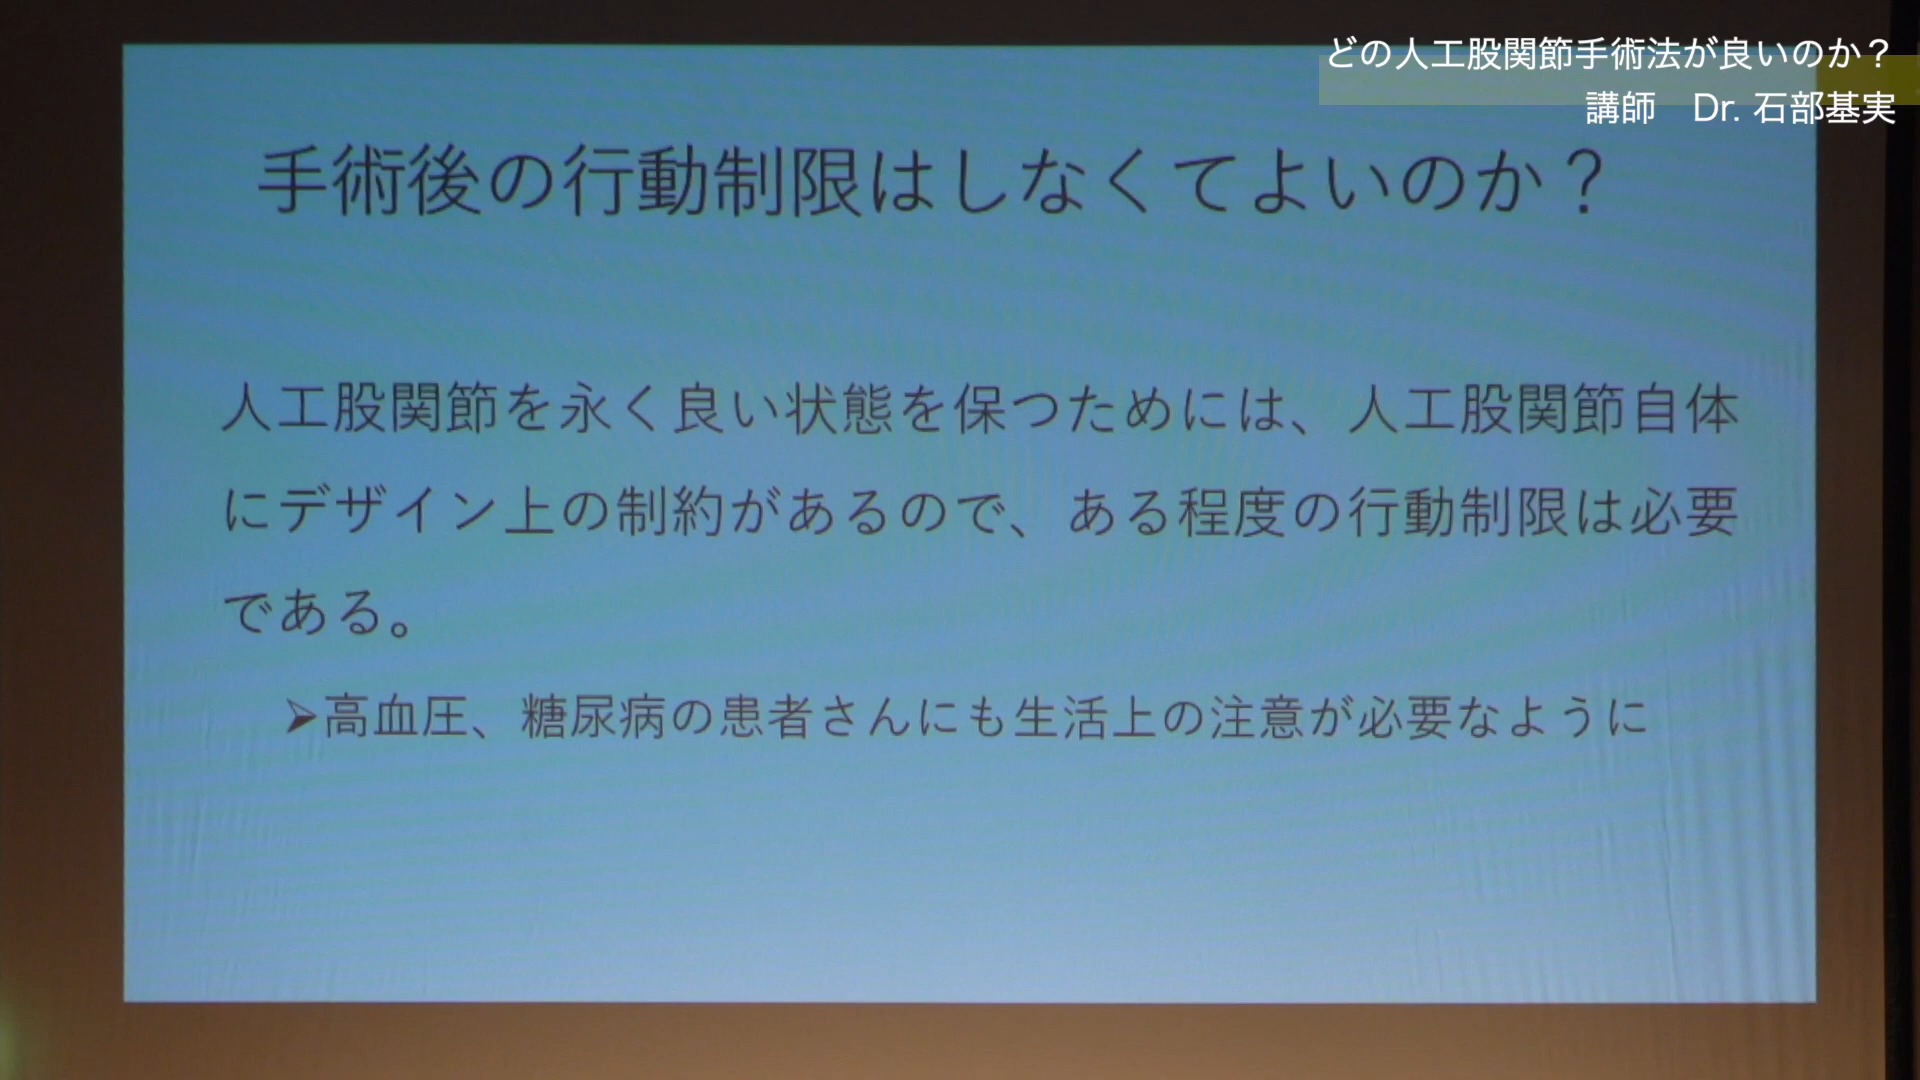 どの人工股関節手術法が良いのか？
講師　Dr. 石部基実
手術後の行動制限はしなくてよいのか？
人工股関節を永く良い状態を保つためには、人工股関節自体
にデザイン上の制約があるので、ある程度の行動制限は必要
である。
➢高血圧、糖尿病の患者さんにも生活上の注意が必要なように